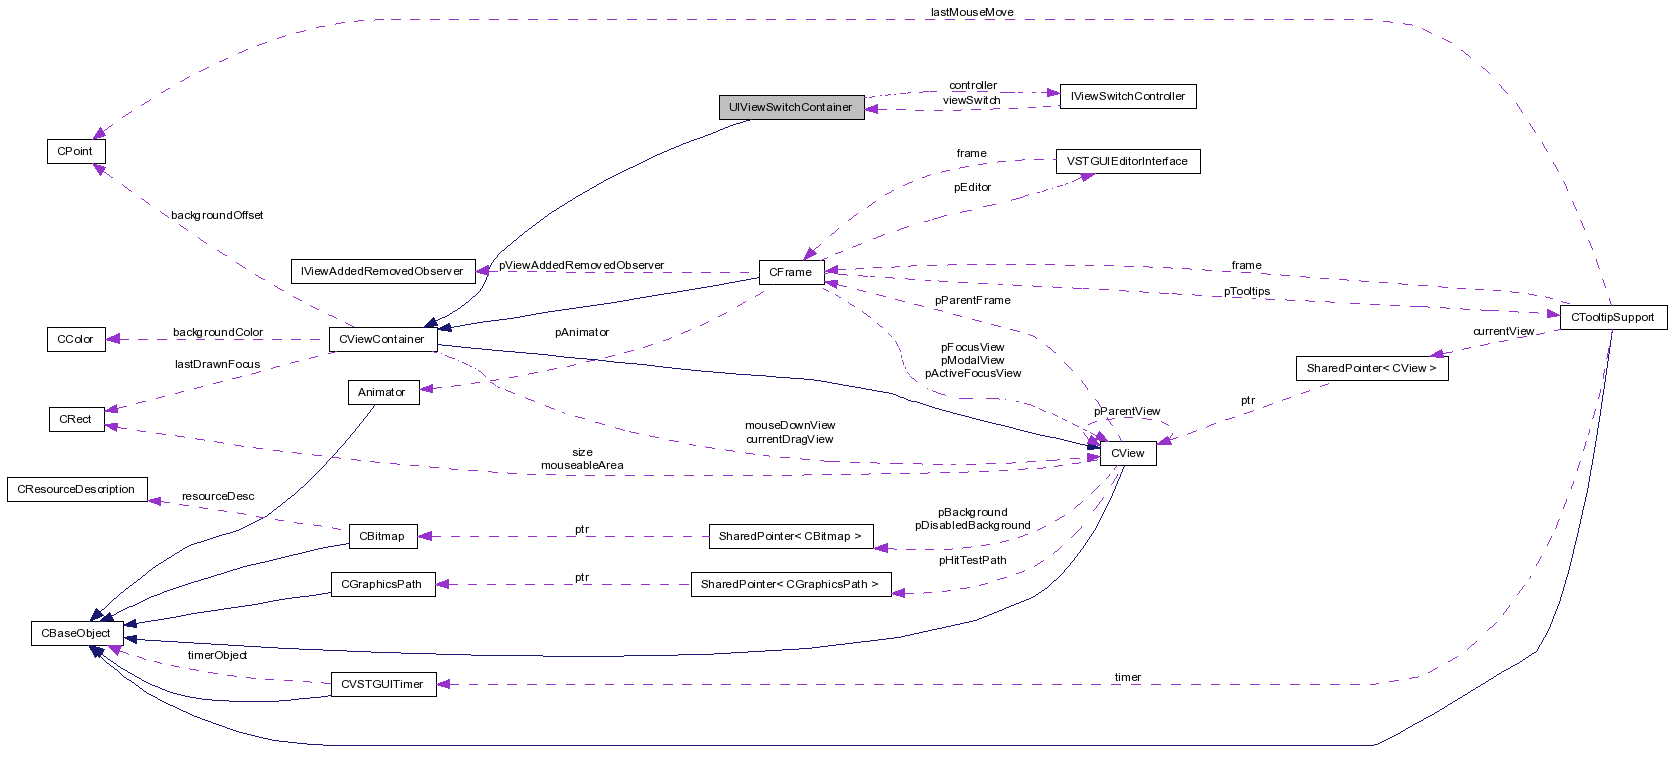 lastMouseMove
controller
viewSwitch
UIViewSwitchContainer
IViewSwitchController
CPoint
frame
VSTGUIEditorInterface
pEditor
backgroundOffset
IViewAddedRemovedObserver
pViewAddedRemovedObserver
CFrame
frame
pTooltips
pParentFrame
CTooltipSupport
CColor
backgroundColor
CViewContainer
pAnimator
currentView
pFocusView
pModalView
pActiveFocusView
lastDrawnFocus
SharedPointer< CView >
Animator
ptr
CRect
pParentView
mouseDownView
currentDragView
size
mouseableArea
CView
CResourceDescription
resourceDesc
pBackground
pDisabledBackground
CBitmap
ptr
SharedPointer< CBitmap >
pHitTestPath
CGraphicsPath
ptr
SharedPointer< CGraphicsPath >
CBaseObject
timerObject
CVSTGUITimer
timer